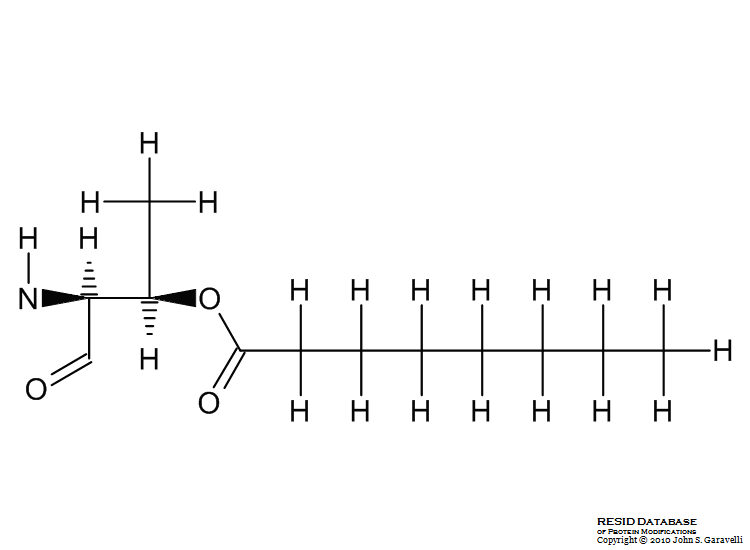 H
H H
H H
N O
H H H H H H H
H
H
O O
H H H H H H H
RESID DATABASE
OF PROTEIN MODIFICATIONS
Copyright © 2010 John S. Garavelli